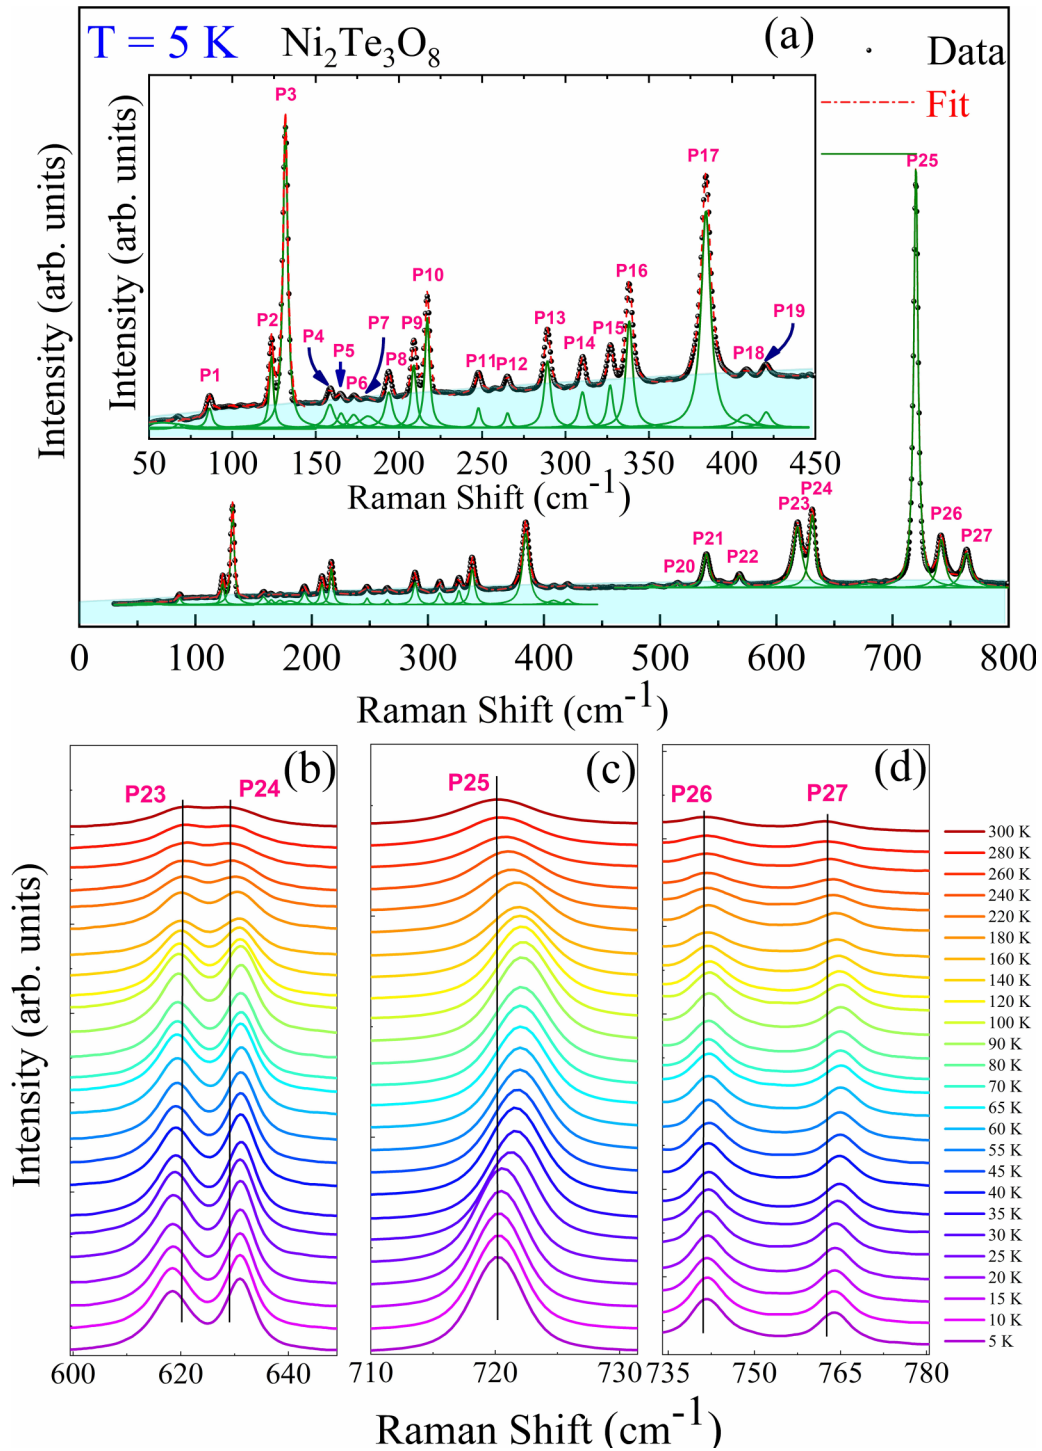 T = 5 K
Ni₂Te₃O₈
(a)
Data
Fit
Intensity (arb. units)
Intensity (arb. units)
P1
P2
P3
P4
P5
P6
P7
P8
P9
P10
P11
P12
P13
P14
P15
P16
P17
P18
P19
50 100 150 200 250 300 350 400 450
Raman Shift (cm⁻¹)
P20
P21
P22
P23
P24
P25
P26
P27
0 100 200 300 400 500 600 700 800
Raman Shift (cm⁻¹)
Intensity (arb. units)
(b)
P23
P24
600 620 640
(c)
P25
710 720 730
(d)
P26
P27
735 750 765 780
300 K
280 K
260 K
240 K
220 K
180 K
160 K
140 K
120 K
100 K
90 K
80 K
70 K
65 K
60 K
55 K
45 K
40 K
35 K
30 K
25 K
20 K
15 K
10 K
5 K
Raman Shift (cm⁻¹)